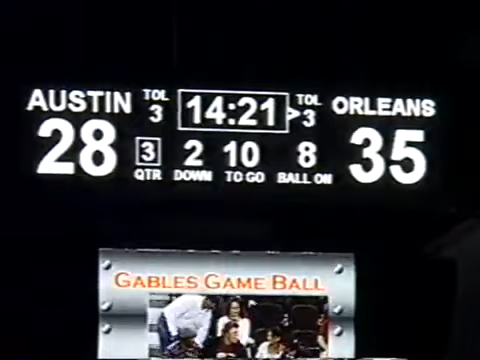 AUSTIN TOL 14:21 > TOL ORLEANS
28 3 3 35
3 2 10 8
QTR DOWN TO GO BALL ON
GABLES GAME BALL